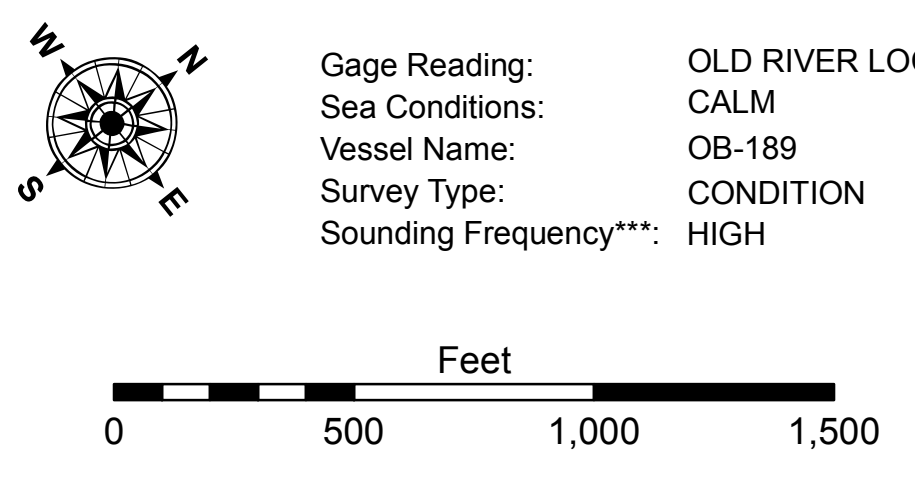 W
N
S
E
Gage Reading: OLD RIVER
Sea Conditions: CALM
Vessel Name: OB-189
Survey Type: CONDITION
Sounding Frequency***: HIGH
Feet
0 500 1,000 1,500